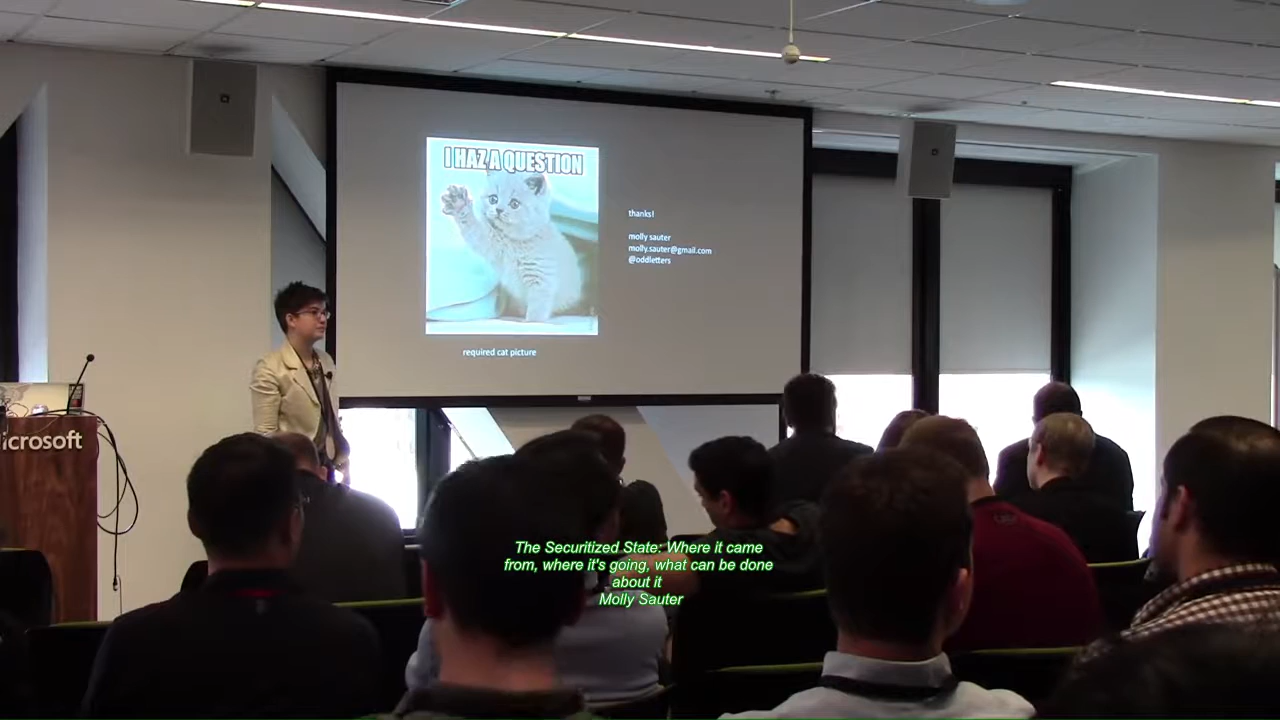 I HAZ A QUESTION
thanks!
molly sauter
molly.sauter@gmail.com
@oddletters
required cat picture
icrosoft
The Securitized State: Where it came
from, where it's going, what can be done
about it
Molly Sauter